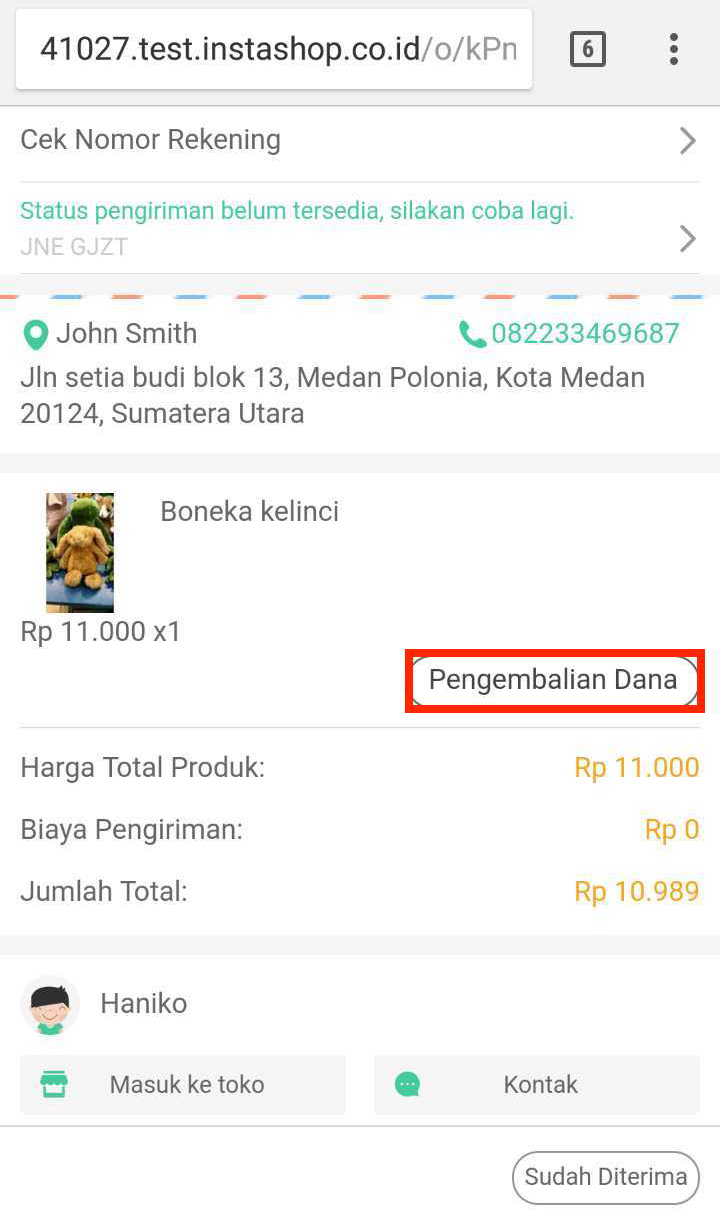 41027.test.instashop.co.id/o/kPn
6
Cek Nomor Rekening
Status pengiriman belum tersedia, silakan coba lagi.
JNE GJZT
John Smith
082233469687
Jln setia budi blok 13, Medan Polonia, Kota Medan
20124, Sumatera Utara
Boneka kelinci
Rp 11.000 x1
Pengembalian Dana
Harga Total Produk: Rp 11.000
Biaya Pengiriman: Rp 0
Jumlah Total: Rp 10.989
Haniko
Masuk ke toko
Kontak
Sudah Diterima